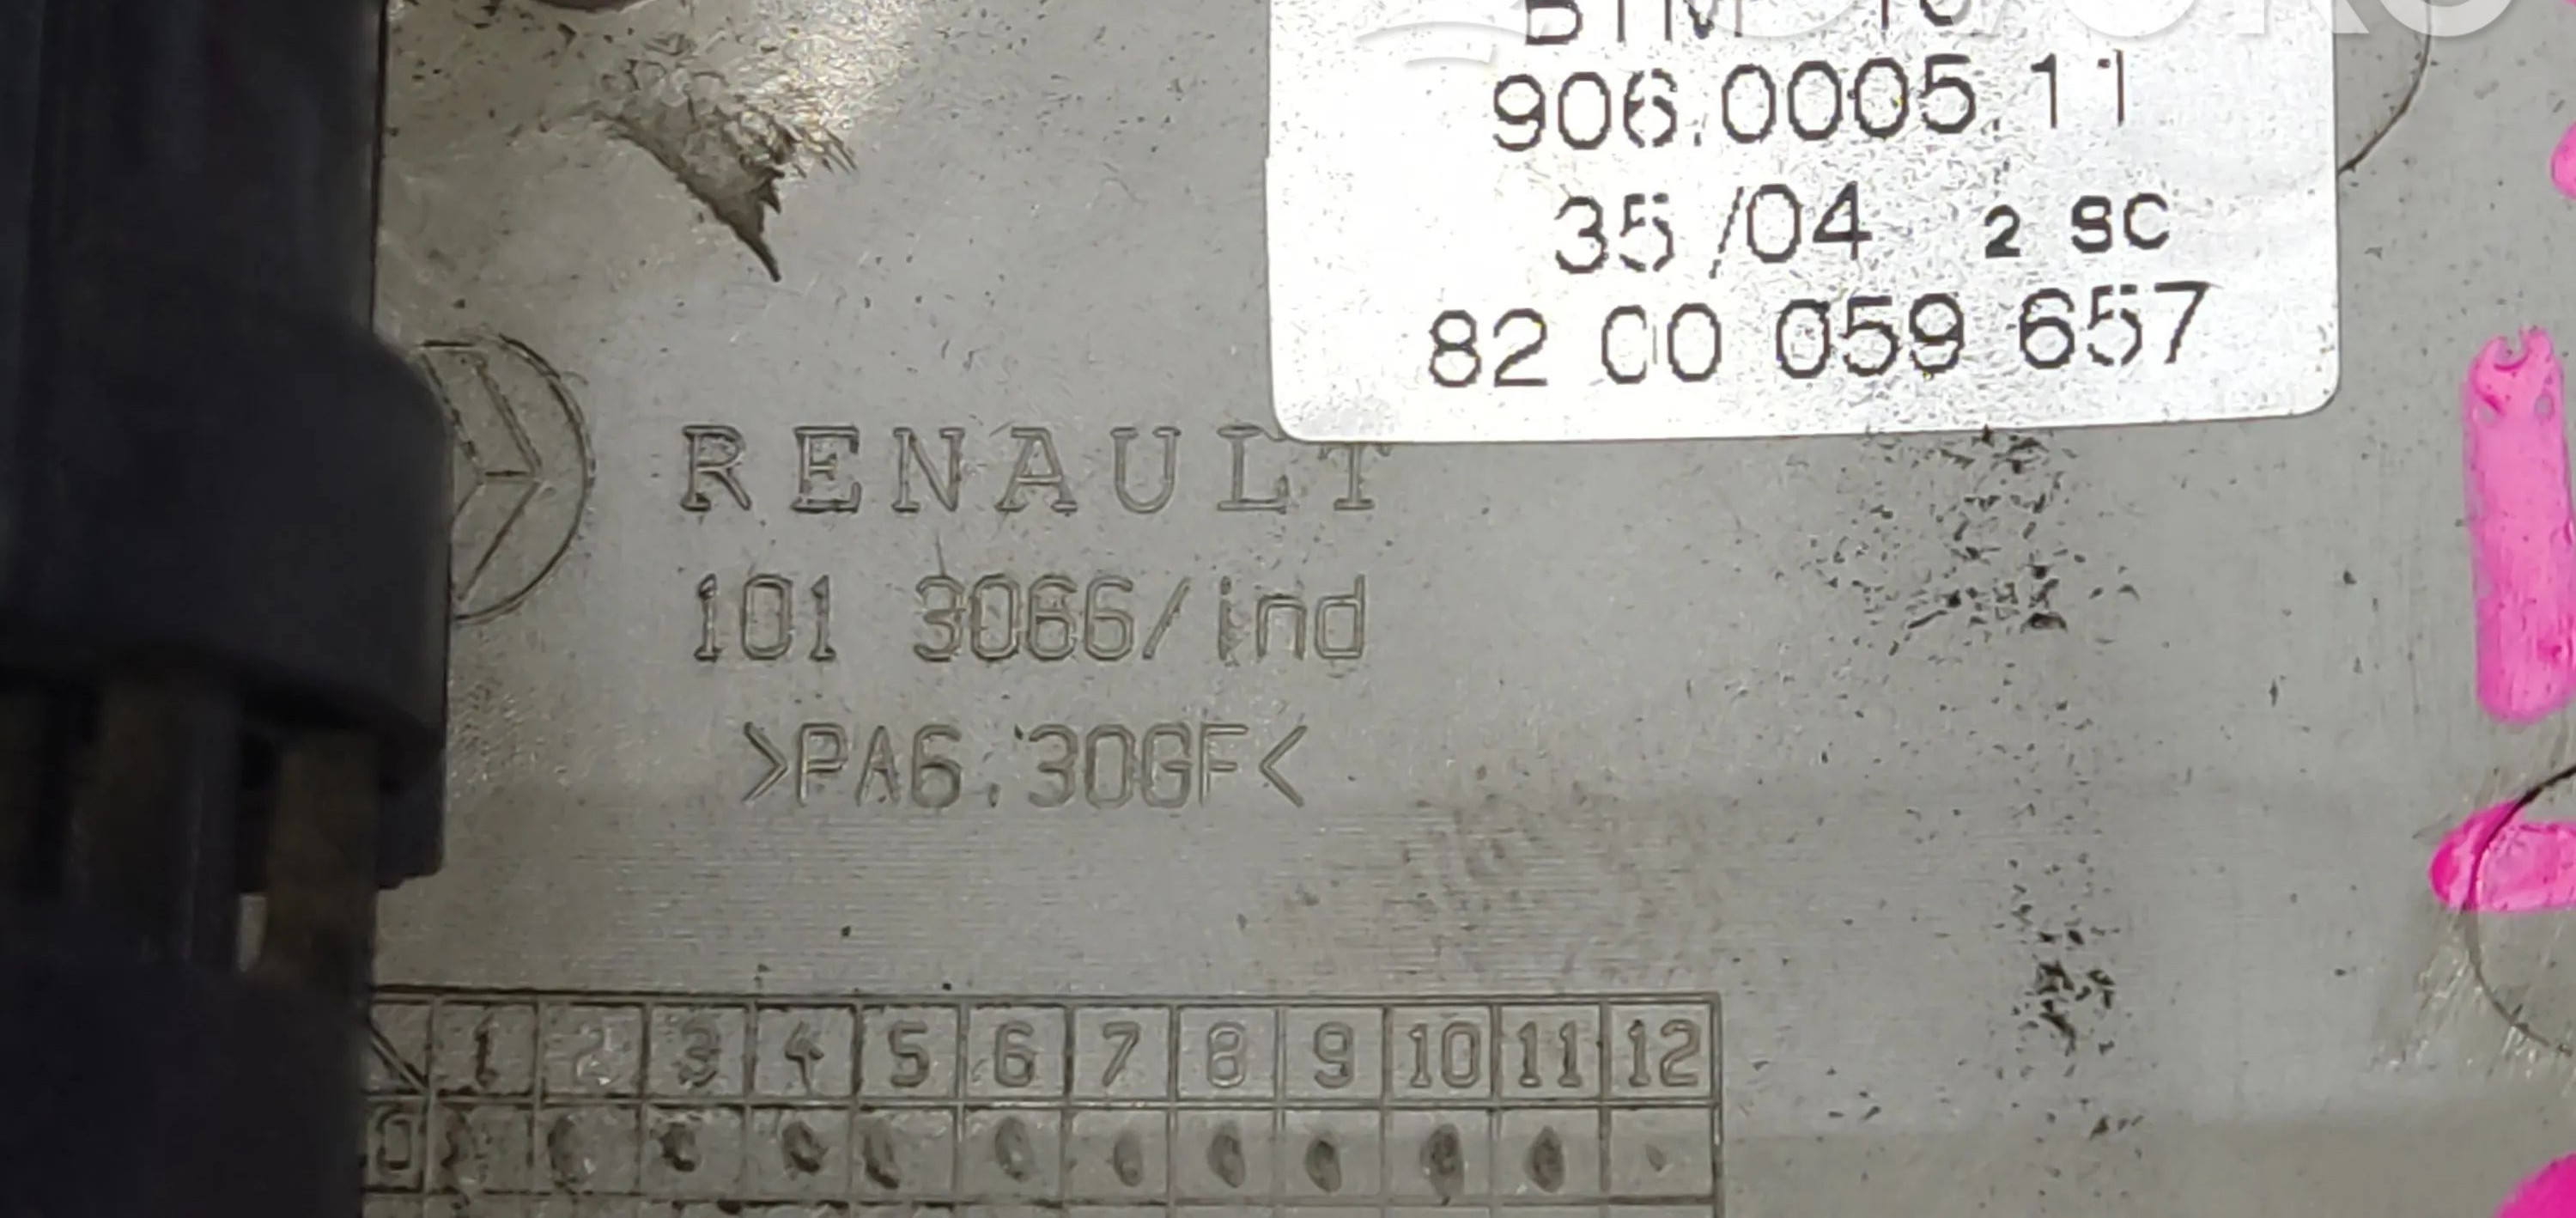 906.0005.11
35/04 2 SC
82 00 059 657
RENAULT
101 3066/ind
>PA6.30GF<
1 2 3 4 5 6 7 8 9 10 11 12